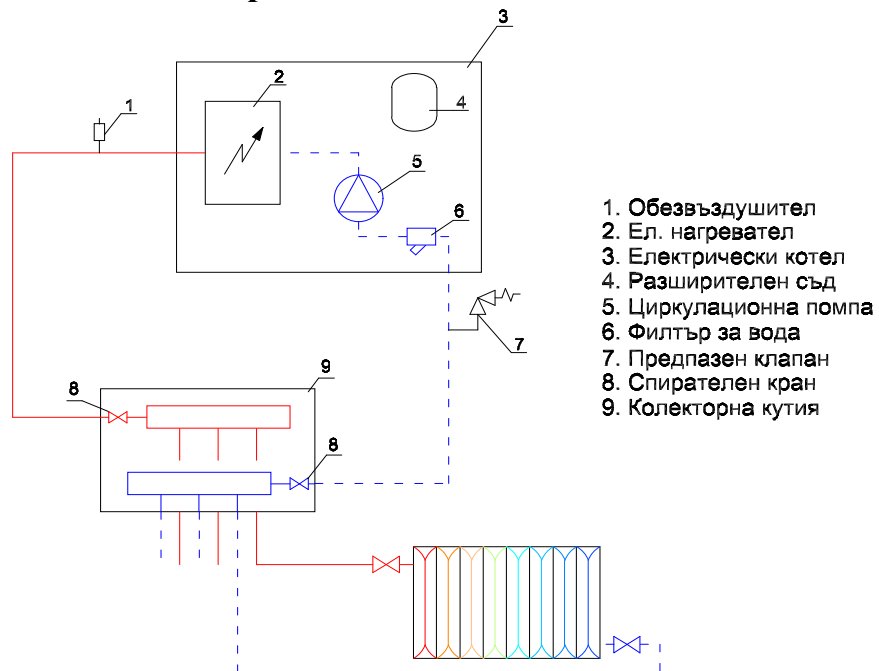 3
2
4
1
5
6
7
9
8
8
1. Обезвъздушител
2. Ел. нагревател
3. Електрически котел
4. Разширителен съд
5. Циркулационна помпа
6. Филтър за вода
7. Предпазен клапан
8. Спирателен кран
9. Колекторна кутия